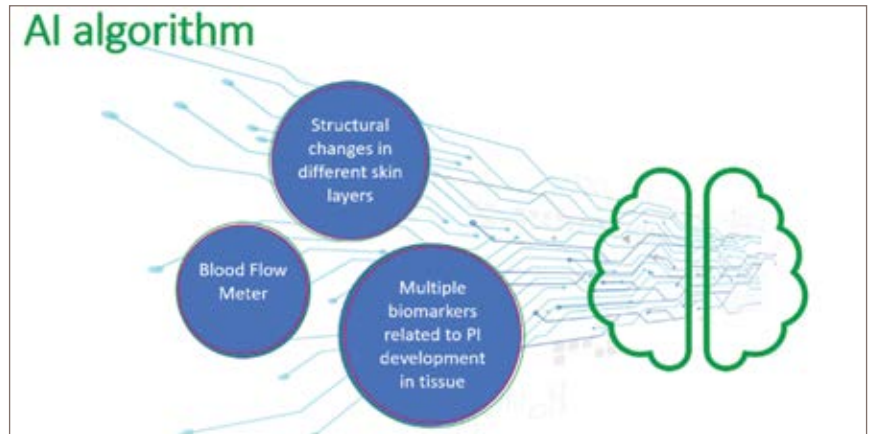 AI algorithm
Structural
changes in
different skin
layers
Blood Flow
Meter
Multiple
biomarkers
related to PI
development
in tissue